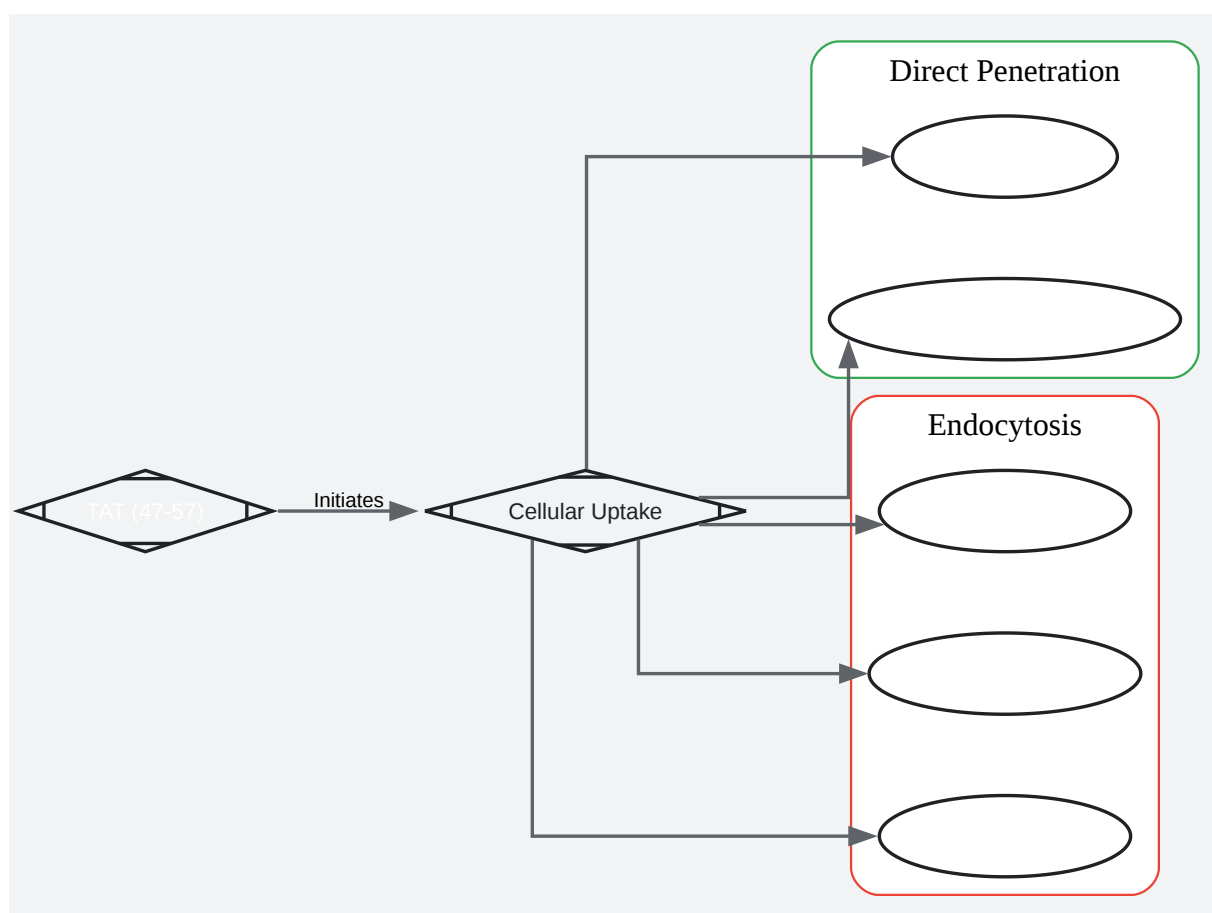 Direct Penetration
Endocytosis
TAT (47-57)
Initiates
Cellular Uptake